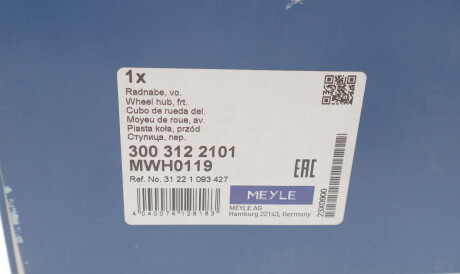 1x
Radnabe, vo.
Wheel hub, frt.
Cubo de rueda del.
Moyeu de roue, av.
Piasta koła, przód
Ступица, пер.
300 312 2101
MWH0119
Ref. No. 31 22 1 093 427
EAC
MEYLE
MEYLE AG
Hamburg 22143, Germany
4 040074 128183
23X0900